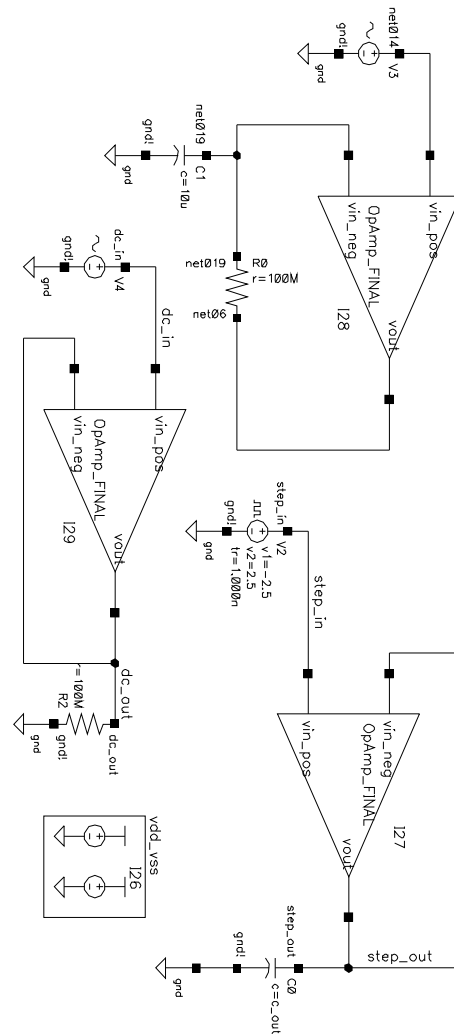 net014
V3
gnd!
gnd
net019
C1
gnd!
c=10u
gnd
vin_pos
vin_neg
OpAmp_FINAL
vout
I28
net019
R0
r=100M
net06
dc_in
V4
gnd!
gnd
dc_in
vin_pos
vin_neg
OpAmp_FINAL
vout
I29
dc_out
r=100M
R2
dc_out
gnd!
gnd
step_in
V2
gnd!
v1=-2.5
v2=2.5
tr=1.000n
gnd
step_in
vin_pos
vin_neg
OpAmp_FINAL
vout
I27
step_out
step_out
C0
gnd!
c=c_out
gnd
vdd_vss
I26